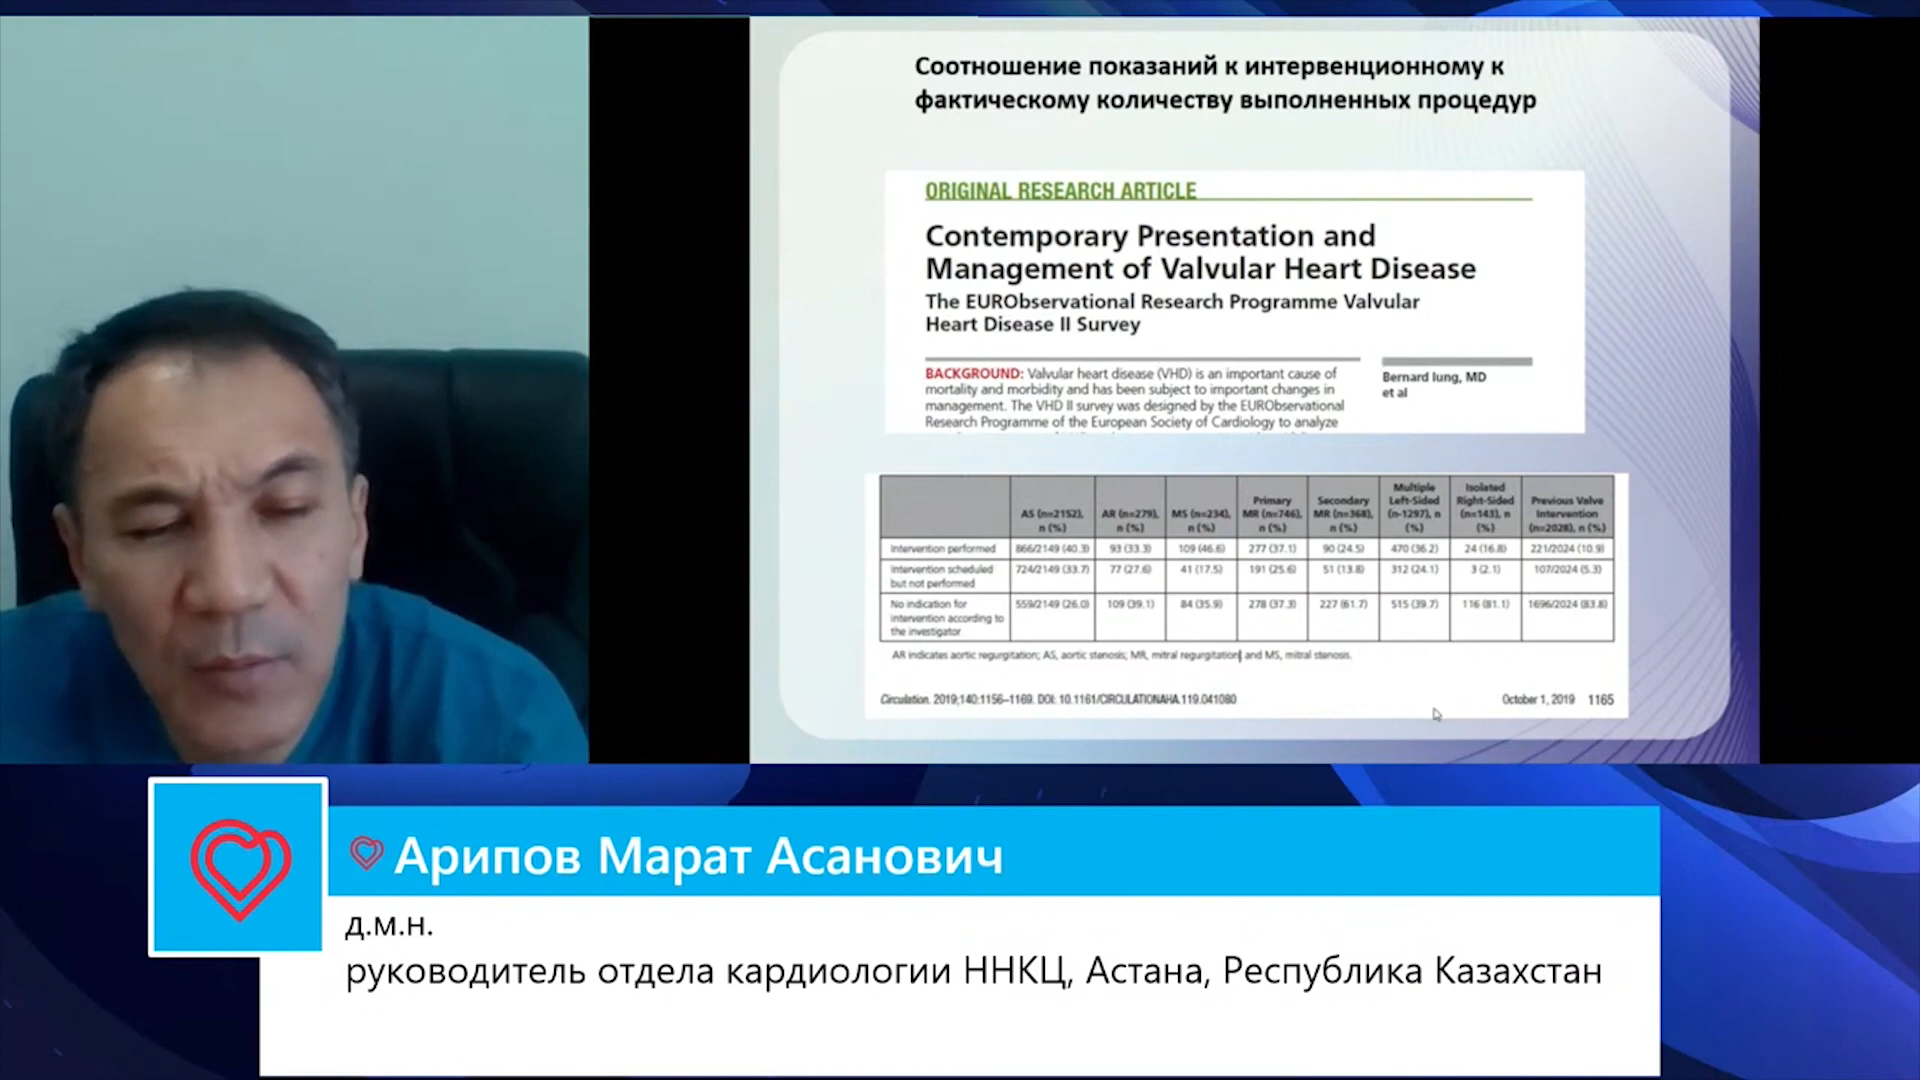 Соотношение показаний к интервенционному к
фактическому количеству выполненных процедур
ORIGINAL RESEARCH ARTICLE
Contemporary Presentation and
Management of Valvular Heart Disease
The EURObservational Research Programme Valvular
Heart Disease II Survey
BACKGROUND: Valvular heart disease (VHD) is an important cause of
mortality and morbidity and has been subject to important changes in
management. The VHD II survey was designed by the EURObservational
Research Programme of the European Society of Cardiology to analyze
Bernard Iung, MD
et al
AS (n=2152), n (%) AR (n=279), n (%) MS (n=234), n (%) Primary MR (n=746), n (%) Secondary MR (n=368), n (%) Multiple Left-Sided (n-1297), n (%) Isolated Right-Sided (n=143), n (%) Previous Valve Intervention (n=2028), n (%)
Intervention performed 866/2149 (40.3) 93 (33.3) 109 (46.6) 277 (37.1) 90 (24.5) 470 (36.2) 24 (16.8) 221/2024 (10.9)
Intervention scheduled but not performed 724/2149 (33.7) 77 (27.6) 41 (17.5) 191 (25.6) 51 (13.8) 312 (24.1) 3 (2.1) 107/2024 (5.3)
No indication for intervention according to the investigator 559/2149 (26.0) 109 (39.1) 84 (35.9) 278 (37.3) 227 (61.7) 515 (39.7) 116 (81.1) 1696/2024 (83.8)
AR indicates aortic regurgitation; AS, aortic stenosis; MR, mitral regurgitation; and MS, mitral stenosis.
Circulation. 2019;140:1156–1169. DOI: 10.1161/CIRCULATIONAHA.119.041080
October 1, 2019 1165
Арипов Марат Асанович
д.м.н.
руководитель отдела кардиологии ННКЦ, Астана, Республика Казахстан